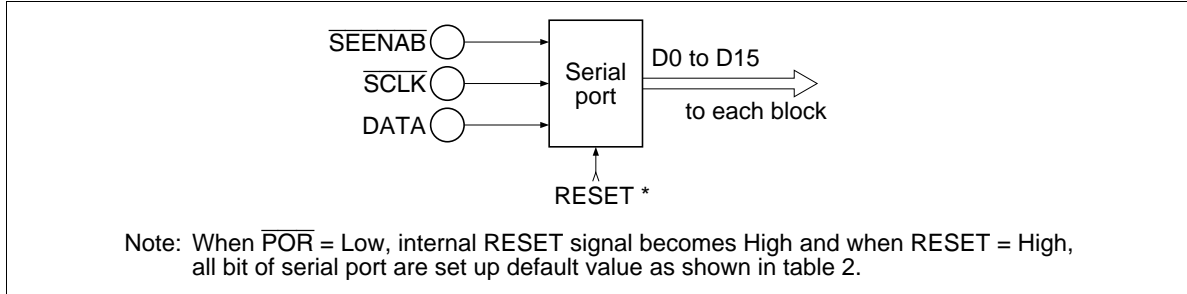 SEENAB
SCLK
DATA
Serial
port
D0 to D15
to each block
RESET *
Note: When POR = Low, internal RESET signal becomes High and when RESET = High,
all bit of serial port are set up default value as shown in table 2.